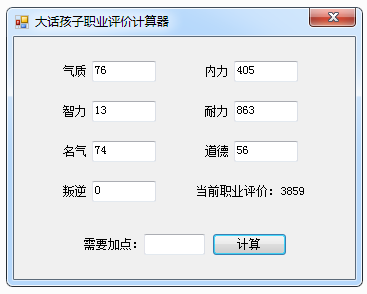 大话孩子职业评价计算器
气质 76 内力 405
智力 13 耐力 863
名气 74 道德 56
叛逆 0 当前职业评价：3859
需要加点： 计算